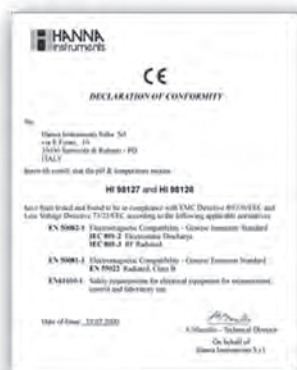 HANNA
instruments
CE
DECLARATION OF CONFORMITY
We
Hanna Instruments Italia Srl
via E.Fermi, 10
35030 Sarmeola di Rubano - PD
ITALY
herewith certify that the pH & temperature meters
HI 98127 and HI 98128
have been tested and found to be in compliance with EMC Directive 89/336/EEC and
Low Voltage Directive 73/23/EEC according to the following applicable normatives:
EN 50082-1 Electromagnetic Compatibility - Generic Immunity Standard
IEC 801-2 Electrostatic Discharge
IEC 801-3 RF Radiated
EN 50081-1 Electromagnetic Compatibility - Generic Emission Standard
EN 55022 Radiated, Class B
EN61010-1 Safety requirements for electrical equipment for measurement,
control and laboratory use
Date of Issue:
A.Marsilio - Technical Director
On behalf of
Hanna Instruments S.r.l.